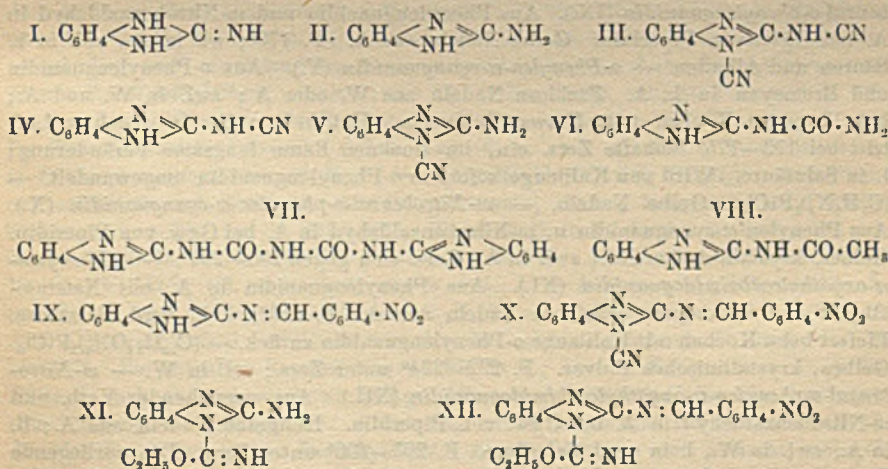 I. C₆H₄<NH NH>C:NH II. C₆H₄<N NH>C·NH₂ III. C₆H₄<N N>C·NH·CN
CN
IV. C₆H₄<N NH>C·NH·CN V. C₆H₄<N N>C·NH₂ VI. C₆H₄<N NH>C·NH·CO·NH₂
CN
VII. VIII.
C₆H₄<N NH>C·NH·CO·NH·CO·NH·C<N NH>C₆H₄ C₆H₄<N NH>C·NH·CO·CH₃
IX. C₆H₄<N NH>C·N:CH·C₆H₄·NO₂ X. C₆H₄<N N>C·N:CH·C₆H₄·NO₂
CN
XI. C₆H₄<N N>C·NH₂ XII. C₆H₄<N N>C·N:CH·C₆H₄·NO₂
C₂H₅O·C:NH C₂H₅O·C:NH